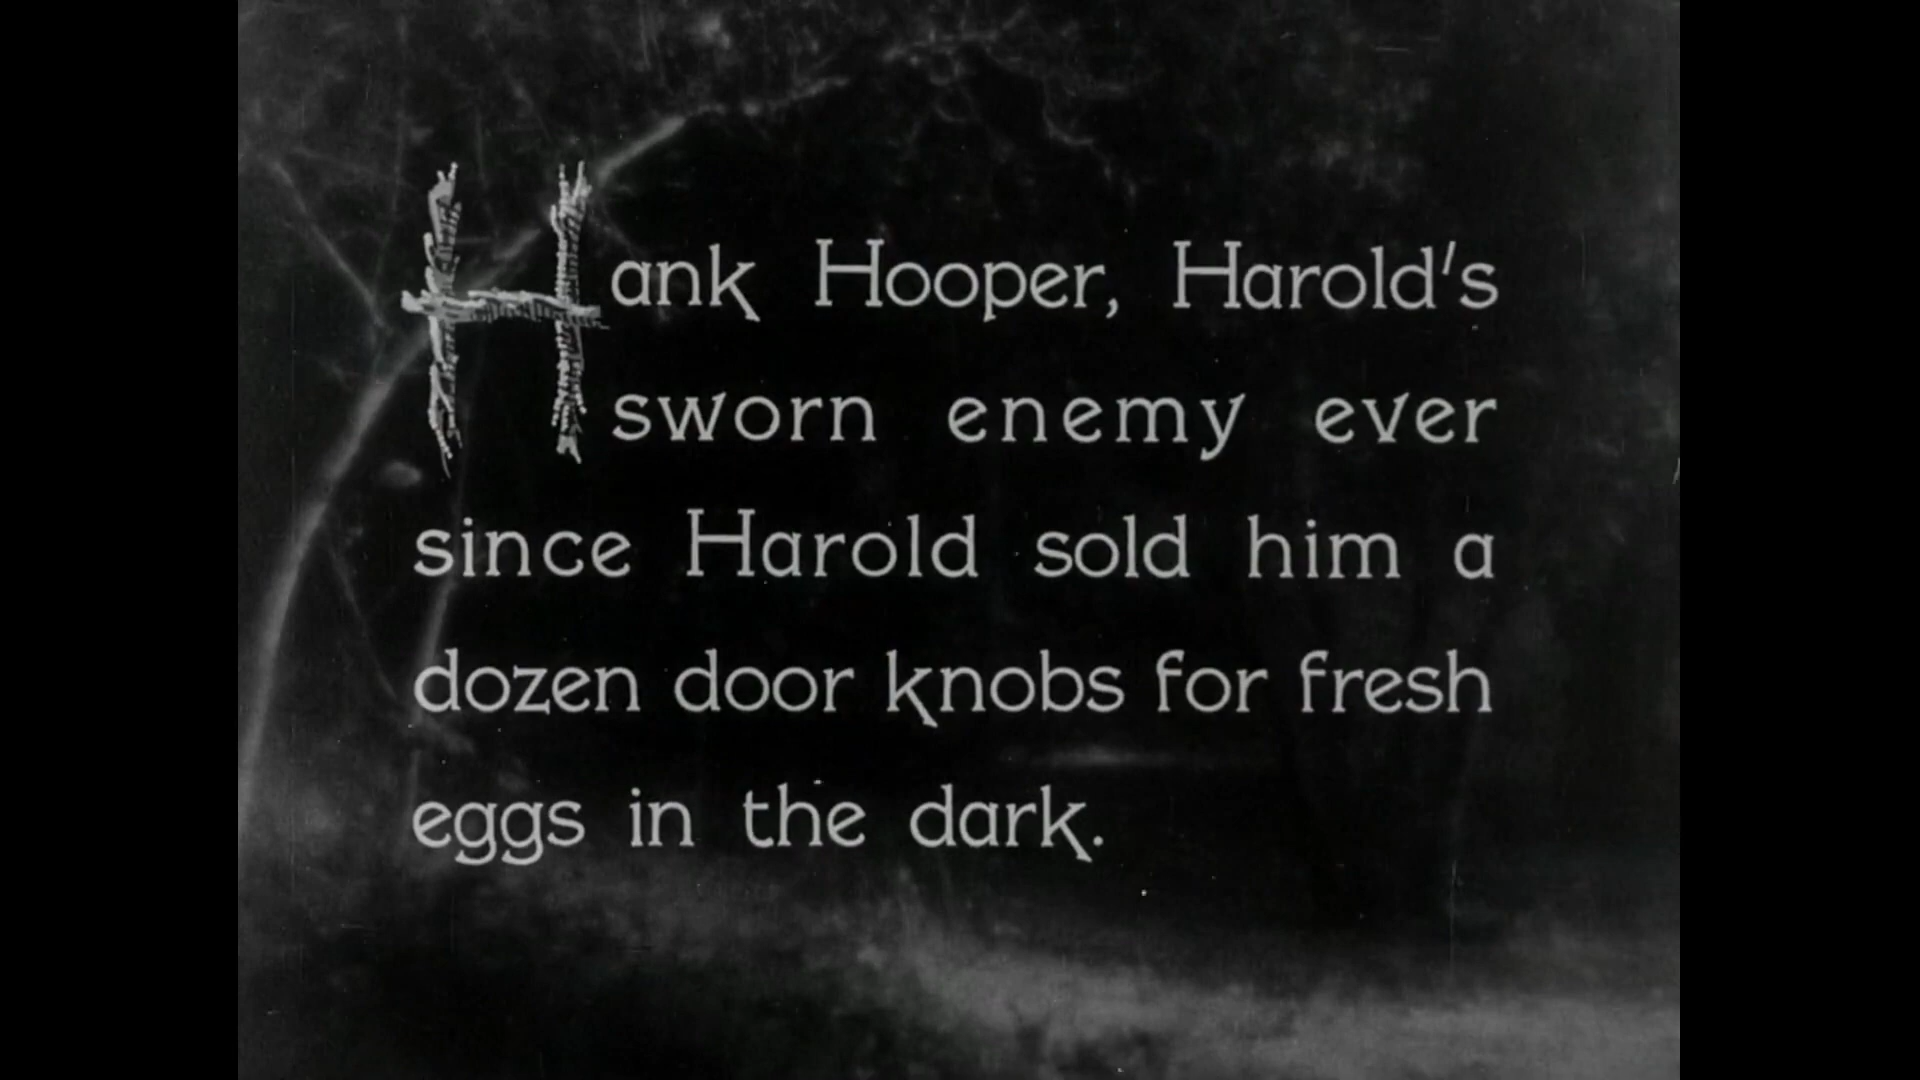 Hank Hooper, Harold's
sworn enemy ever
since Harold sold him a
dozen door knobs for fresh
eggs in the dark.